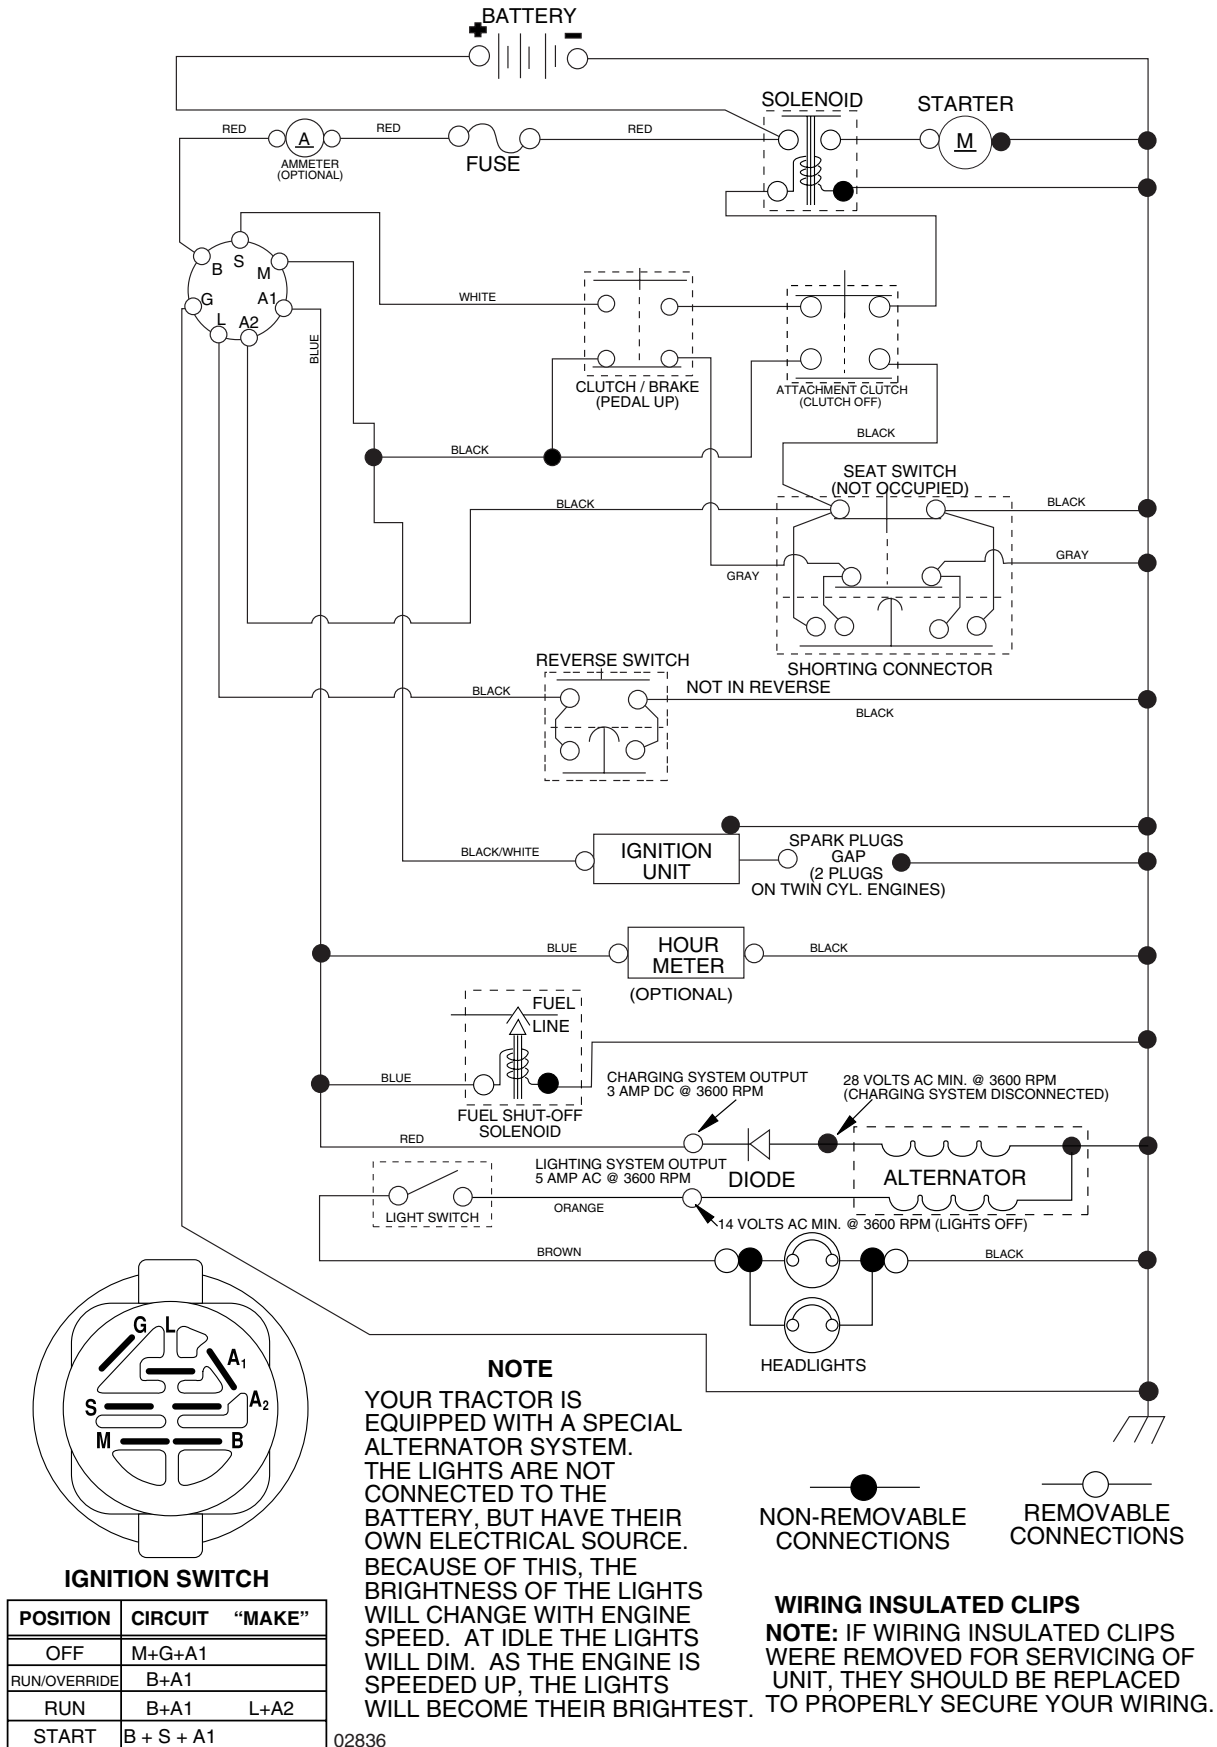 BATTERY
SOLENOID
STARTER
RED
A
RED
RED
M
AMMETER
(OPTIONAL)
FUSE
B
S
M
G
A1
L
A2
BLUE
WHITE
CLUTCH / BRAKE
(PEDAL UP)
ATTACHMENT CLUTCH
(CLUTCH OFF)
BLACK
BLACK
SEAT SWITCH
(NOT OCCUPIED)
BLACK
BLACK
GRAY
GRAY
SHORTING CONNECTOR
REVERSE SWITCH
BLACK
NOT IN REVERSE
BLACK
BLACK/WHITE
IGNITION
UNIT
SPARK PLUGS
GAP
(2 PLUGS
ON TWIN CYL. ENGINES)
BLUE
HOUR
METER
BLACK
(OPTIONAL)
FUEL
LINE
BLUE
FUEL SHUT-OFF
SOLENOID
CHARGING SYSTEM OUTPUT
3 AMP DC @ 3600 RPM
28 VOLTS AC MIN. @ 3600 RPM
(CHARGING SYSTEM DISCONNECTED)
RED
LIGHTING SYSTEM OUTPUT
5 AMP AC @ 3600 RPM
DIODE
ALTERNATOR
LIGHT SWITCH
ORANGE
14 VOLTS AC MIN. @ 3600 RPM (LIGHTS OFF)
BROWN
BLACK
HEADLIGHTS
G
L
A1
S
A2
M
B
IGNITION SWITCH
POSITION CIRCUIT “MAKE”
OFF M+G+A1
RUN/OVERRIDE B+A1
RUN B+A1 L+A2
START B + S + A1
02836
NOTE
YOUR TRACTOR IS
EQUIPPED WITH A SPECIAL
ALTERNATOR SYSTEM.
THE LIGHTS ARE NOT
CONNECTED TO THE
BATTERY, BUT HAVE THEIR
OWN ELECTRICAL SOURCE.
BECAUSE OF THIS, THE
BRIGHTNESS OF THE LIGHTS
WILL CHANGE WITH ENGINE
SPEED. AT IDLE THE LIGHTS
WILL DIM. AS THE ENGINE IS
SPEEDED UP, THE LIGHTS
WILL BECOME THEIR BRIGHTEST.
NON-REMOVABLE
CONNECTIONS
REMOVABLE
CONNECTIONS
WIRING INSULATED CLIPS
NOTE: IF WIRING INSULATED CLIPS
WERE REMOVED FOR SERVICING OF
UNIT, THEY SHOULD BE REPLACED
TO PROPERLY SECURE YOUR WIRING.